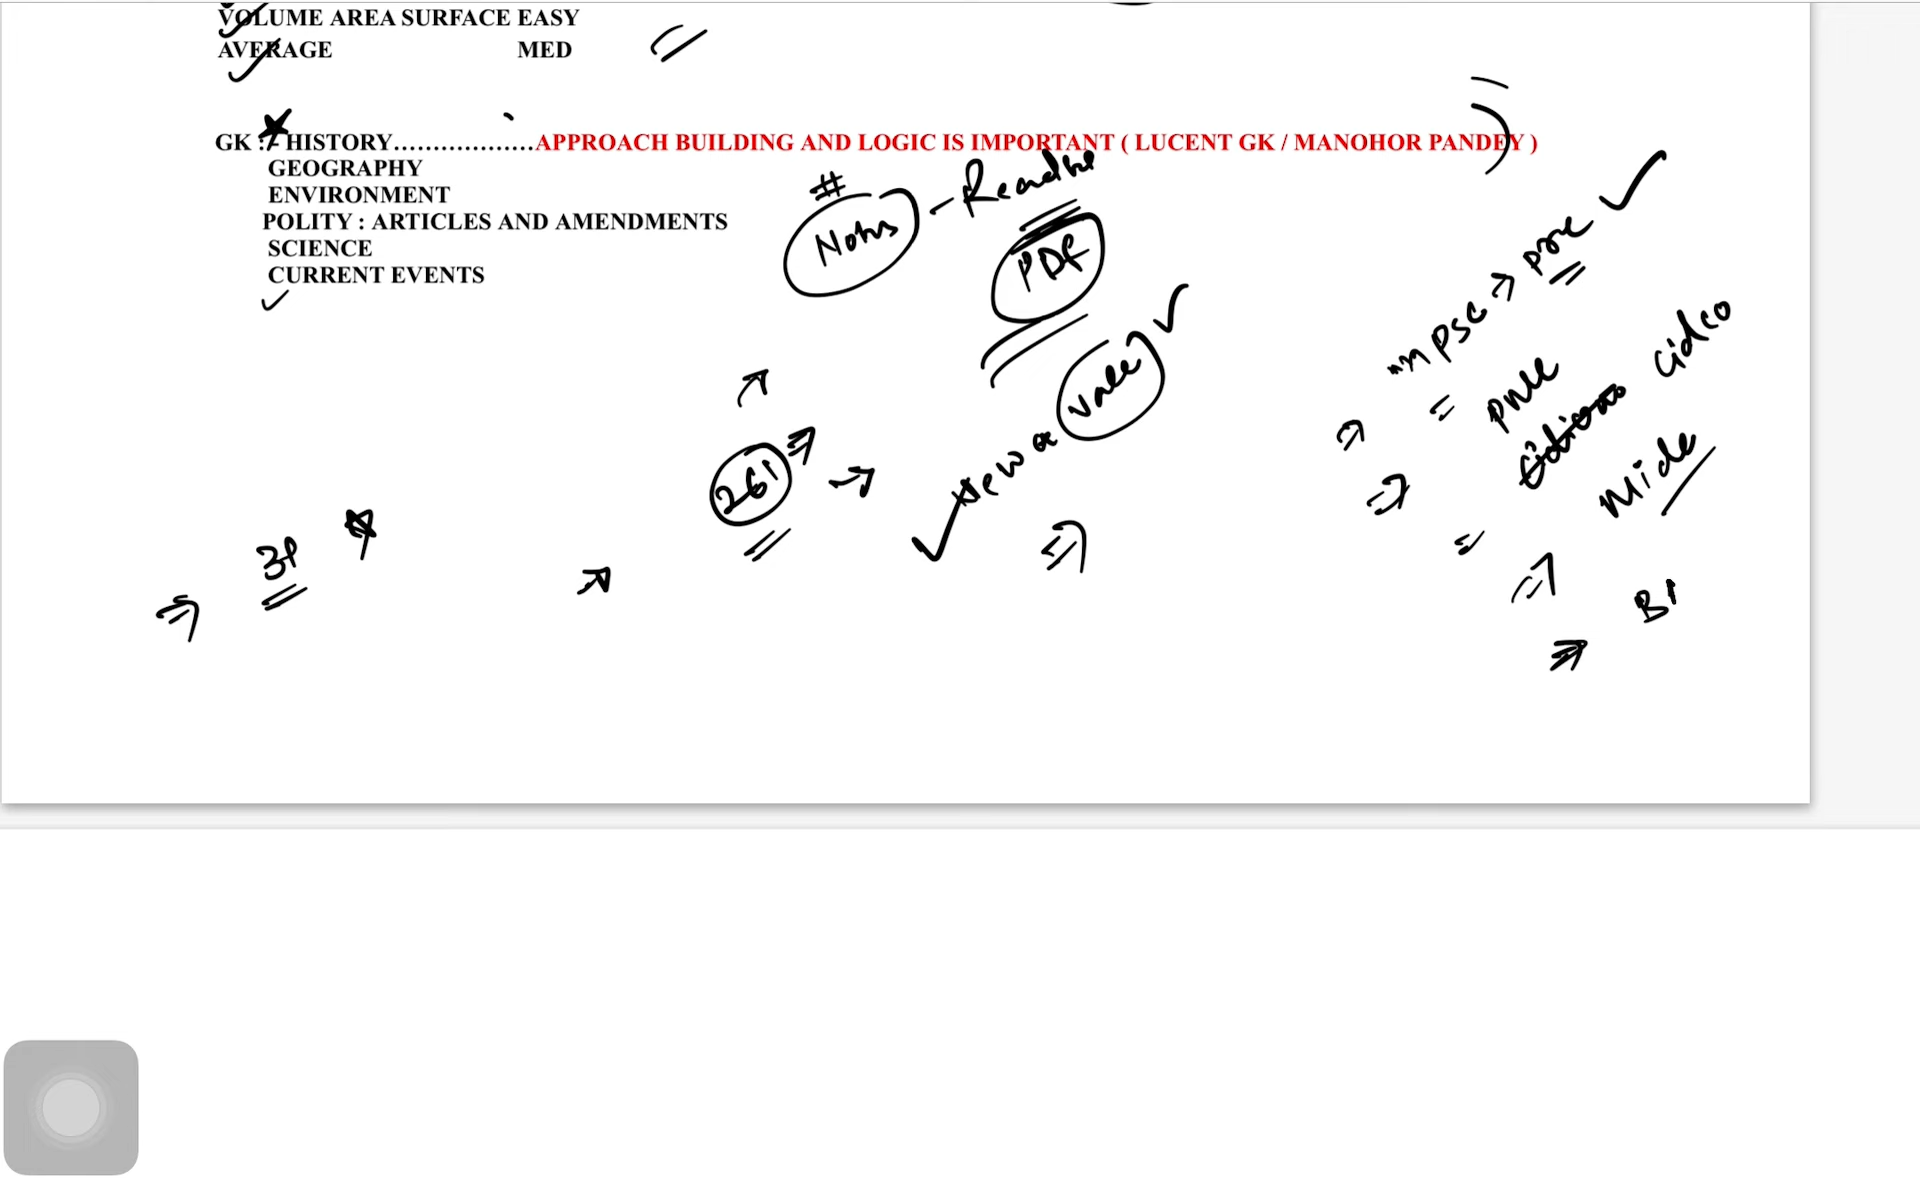 VOLUME AREA SURFACE EASY
AVERAGE MED
GK :- HISTORY..................APPROACH BUILDING AND LOGIC IS IMPORTANT ( LUCENT GK / MANOHOR PANDEY )
GEOGRAPHY
ENVIRONMENT
POLITY : ARTICLES AND AMENDMENTS
SCIENCE
CURRENT EVENTS
#
Notes -
PDF
mpsc → pre
Cidco
261
Midc